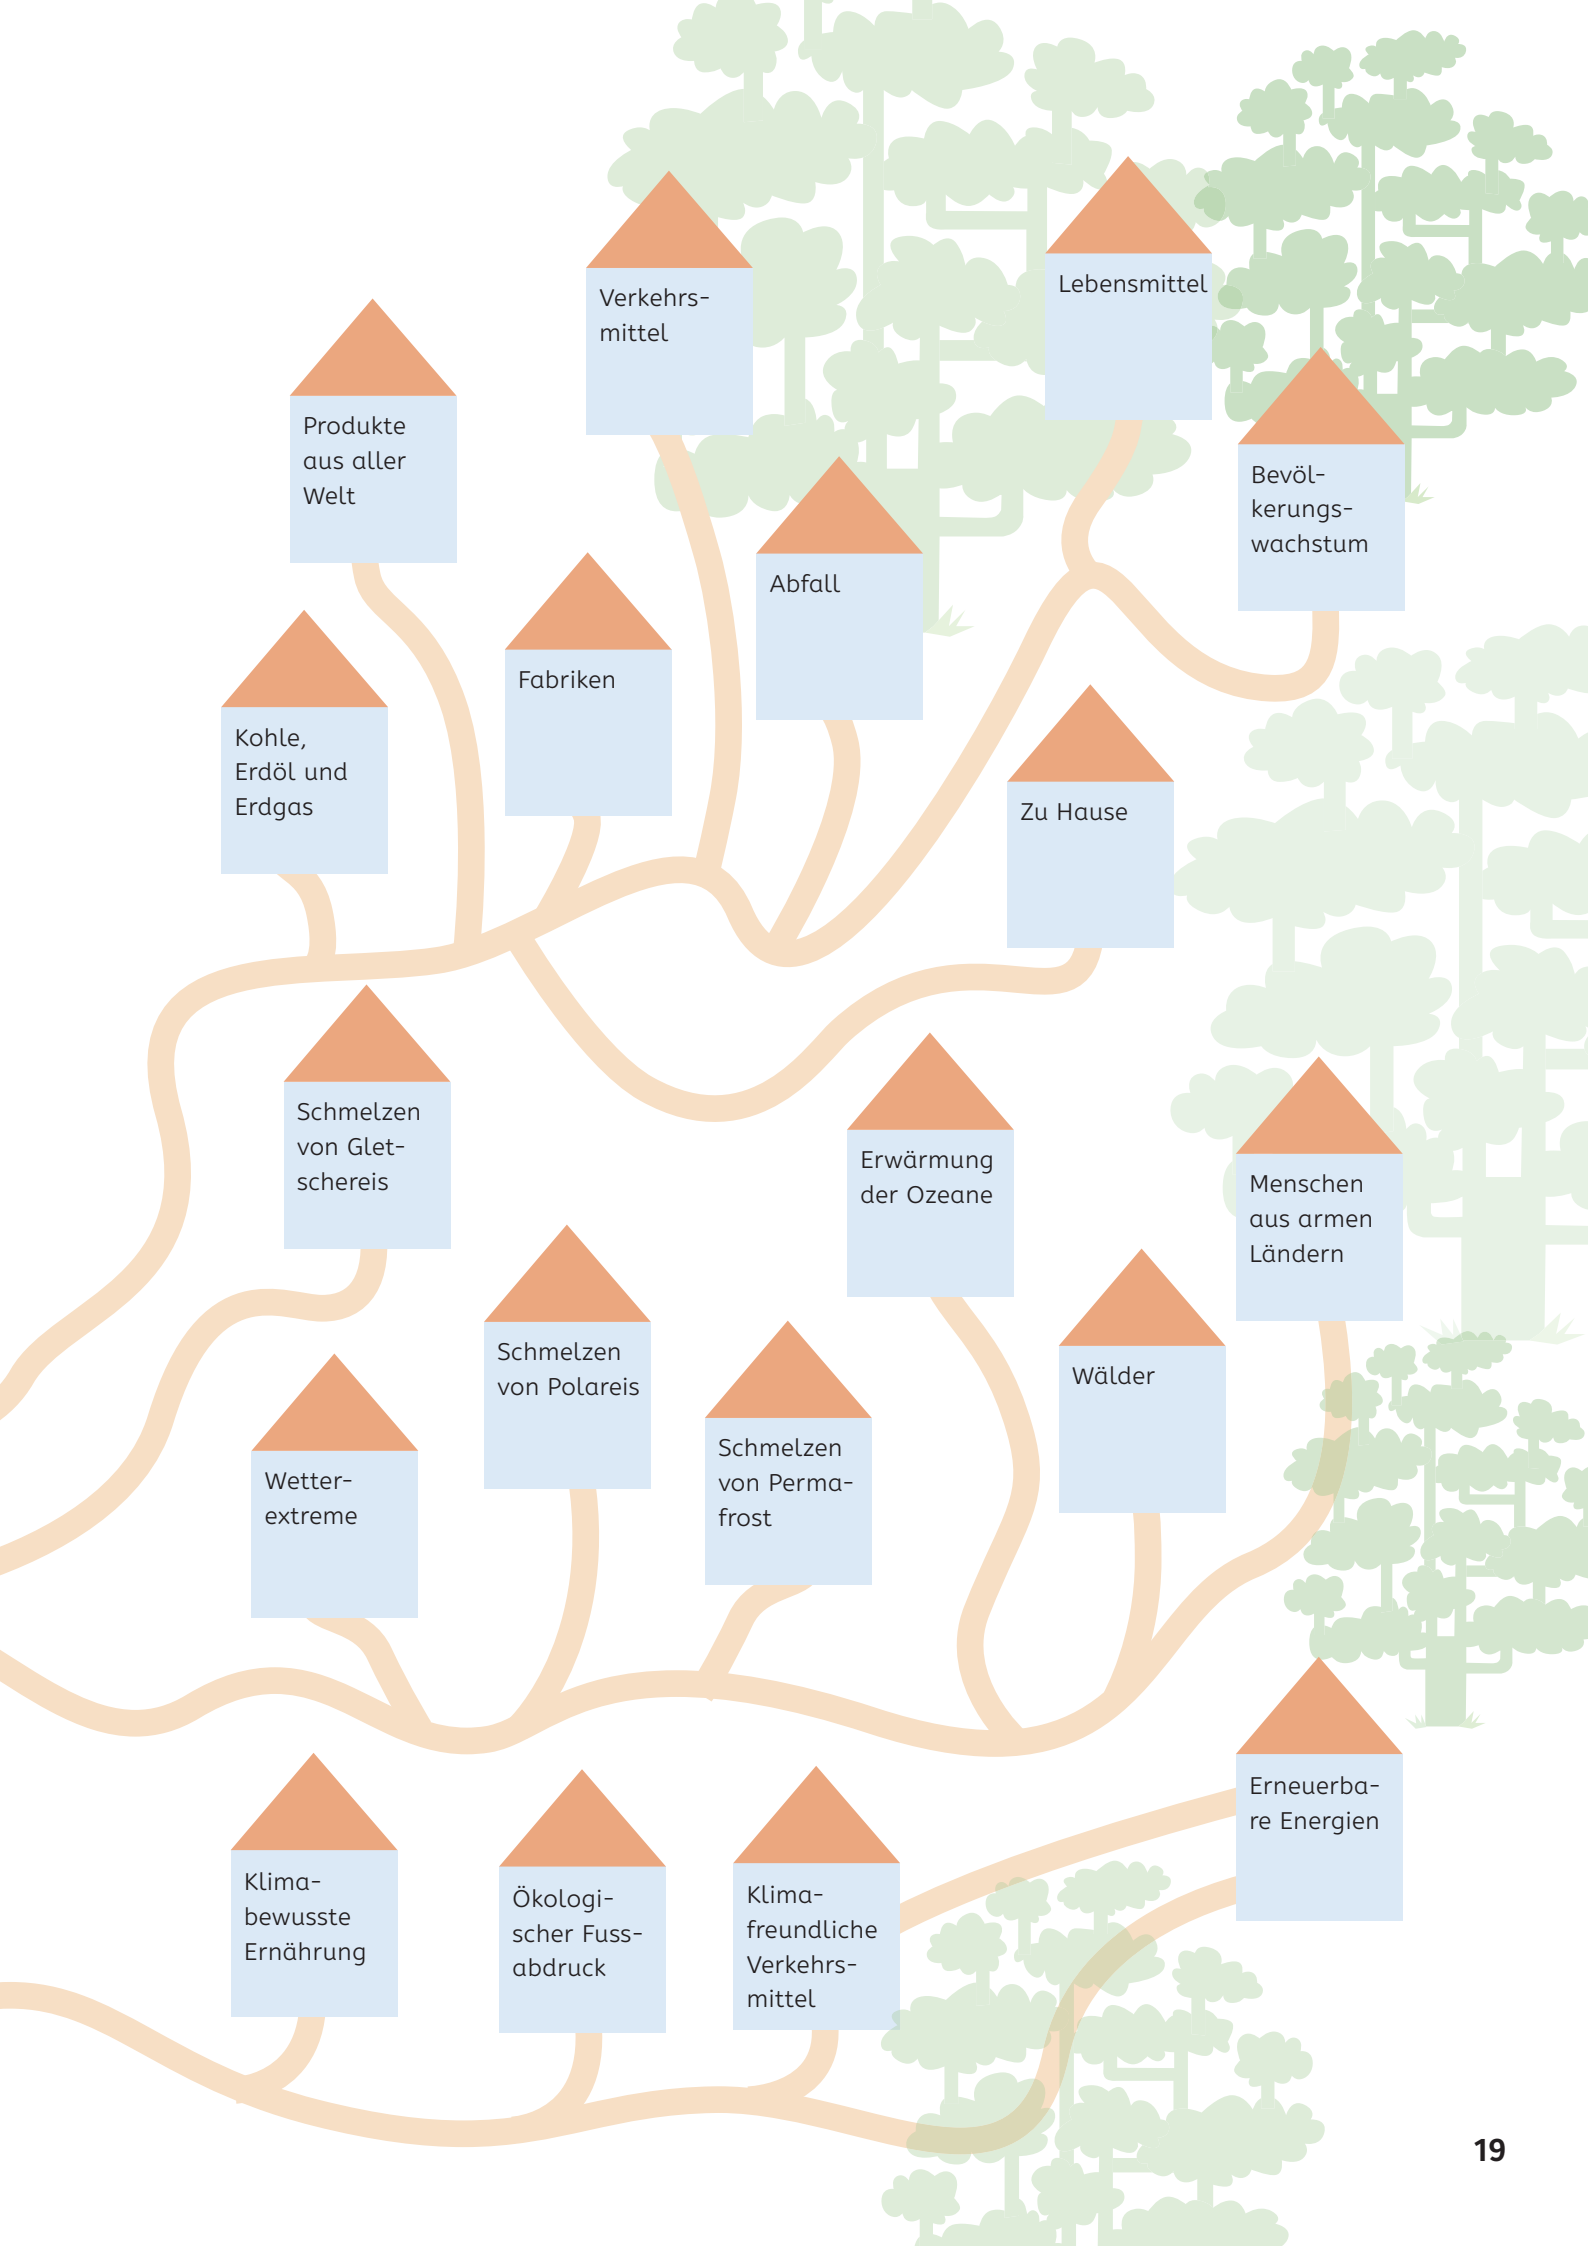 Verkehrs-
mittel
Lebensmittel
Produkte
aus aller
Welt
Bevöl-
kerungs-
wachstum
Abfall
Fabriken
Kohle,
Erdöl und
Erdgas
Zu Hause
Schmelzen
von Glet-
schereis
Erwärmung
der Ozeane
Menschen
aus armen
Ländern
Schmelzen
von Polareis
Wälder
Wetter-
extreme
Schmelzen
von Perma-
frost
Erneuerba-
re Energien
Klima-
bewusste
Ernährung
Ökologi-
scher Fuss-
abdruck
Klima-
freundliche
Verkehrs-
mittel
19